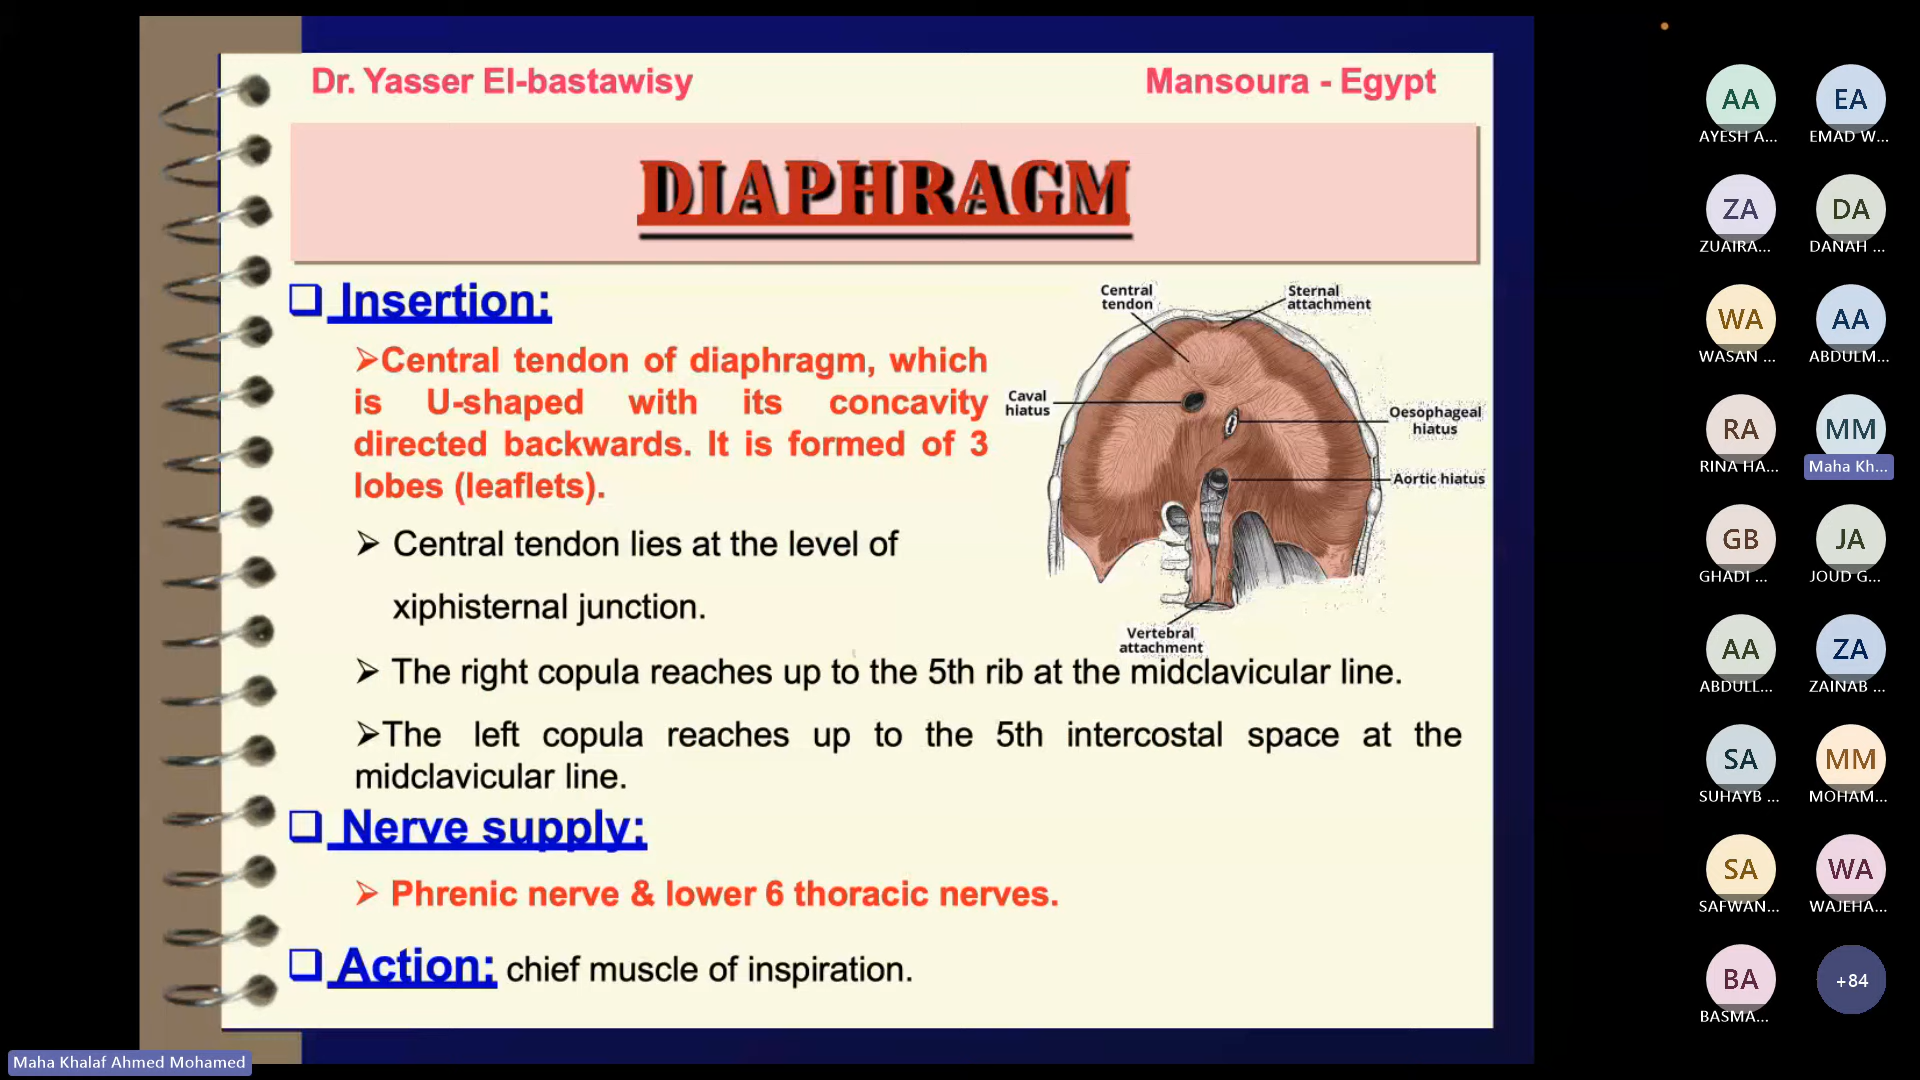 Dr. Yasser El-bastawisy
Mansoura - Egypt
DIAPHRAGM
Insertion:
➢Central tendon of diaphragm, which
is U-shaped with its concavity
directed backwards. It is formed of 3
lobes (leaflets).
➢ Central tendon lies at the level of
xiphisternal junction.
➢ The right copula reaches up to the 5th rib at the midclavicular line.
➢The left copula reaches up to the 5th intercostal space at the
midclavicular line.
Nerve supply:
➢ Phrenic nerve & lower 6 thoracic nerves.
Action: chief muscle of inspiration.
Central
tendon
Sternal
attachment
Caval
hiatus
Oesophageal
hiatus
Aortic hiatus
Vertebral
attachment
AA
AYESH A...
EA
EMAD W...
ZA
ZUAIRA...
DA
DANAH ...
WA
WASAN ...
AA
ABDULM...
RA
RINA HA...
MM
Maha Kh...
GB
GHADI ...
JA
JOUD G...
AA
ABDULL...
ZA
ZAINAB ...
SA
SUHAYB ...
MM
MOHAM...
SA
SAFWAN...
WA
WAJEHA...
BA
BASMA...
+84
Maha Khalaf Ahmed Mohamed